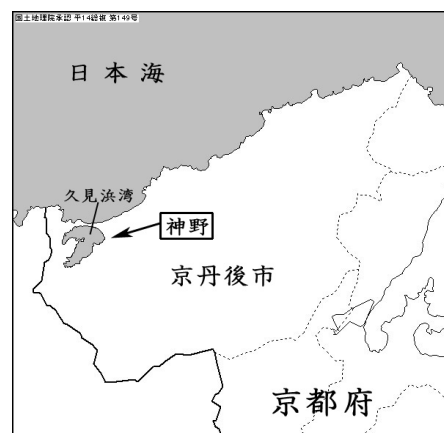 国土地理院承認 平14総複 第149号
日本海
久見浜湾
神野
京丹後市
京都府